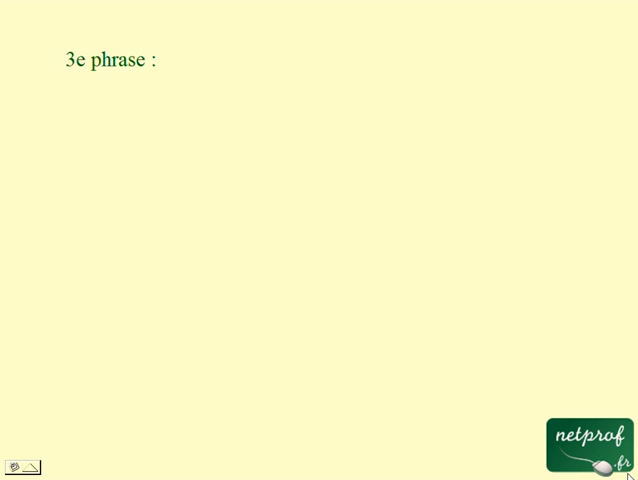 3e phrase :
netprof
.fr